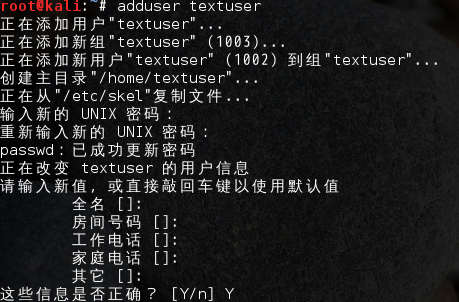 root@kali:~# adduser textuser
正在添加用户"textuser"...
正在添加新组"textuser" (1003)...
正在添加新用户"textuser" (1002) 到组"textuser"...
创建主目录"/home/textuser"...
正在从"/etc/skel"复制文件...
输入新的 UNIX 密码：
重新输入新的 UNIX 密码：
passwd：已成功更新密码
正在改变 textuser 的用户信息
请输入新值，或直接敲回车键以使用默认值
全名 []:
房间号码 []:
工作电话 []:
家庭电话 []:
其它 []:
这些信息是否正确？ [Y/n] Y